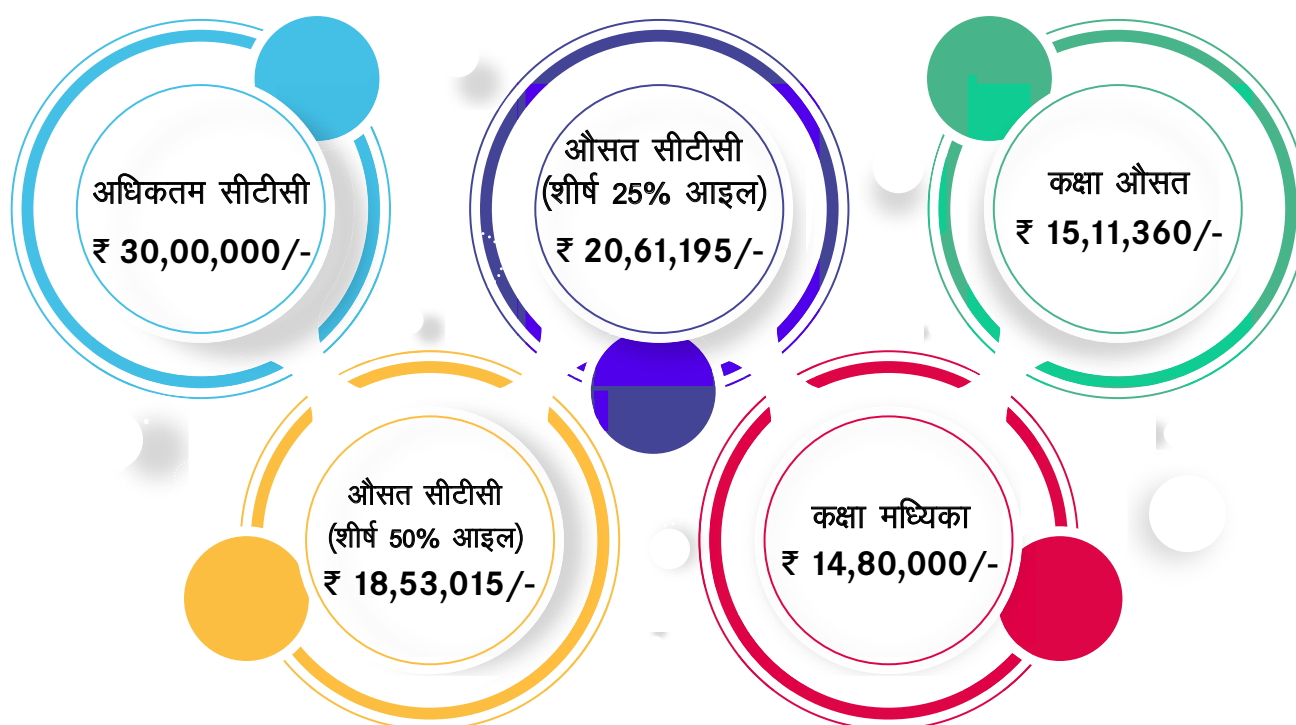 अधिकतम सीटीसी
₹ 30,00,000/-
औसत सीटीसी
(शीर्ष 25% आइल)
₹ 20,61,195/-
कक्षा औसत
₹ 15,11,360/-
औसत सीटीसी
(शीर्ष 50% आइल)
₹ 18,53,015/-
कक्षा मध्यिका
₹ 14,80,000/-